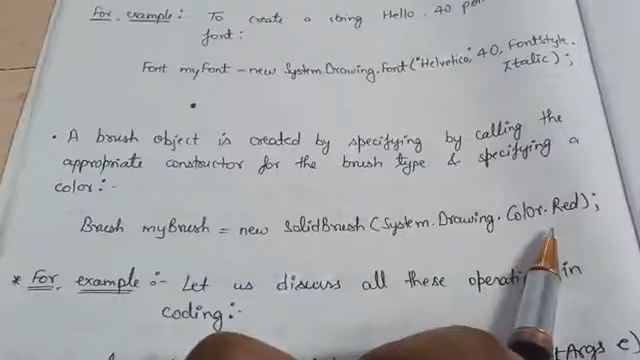 For example :- To create a string Hello. 40
font :
Font myFont - new System.Drawing.Font("Helvetica", 40, FontStyle.
Italic);
• A brush object is created by specifying by calling the
appropriate constructor for the brush type & specifying a
color :-
Brush myBrush = new SolidBrush(System.Drawing.Color.Red);
* For example :- Let us discuss all these in
coding :-
Args e)